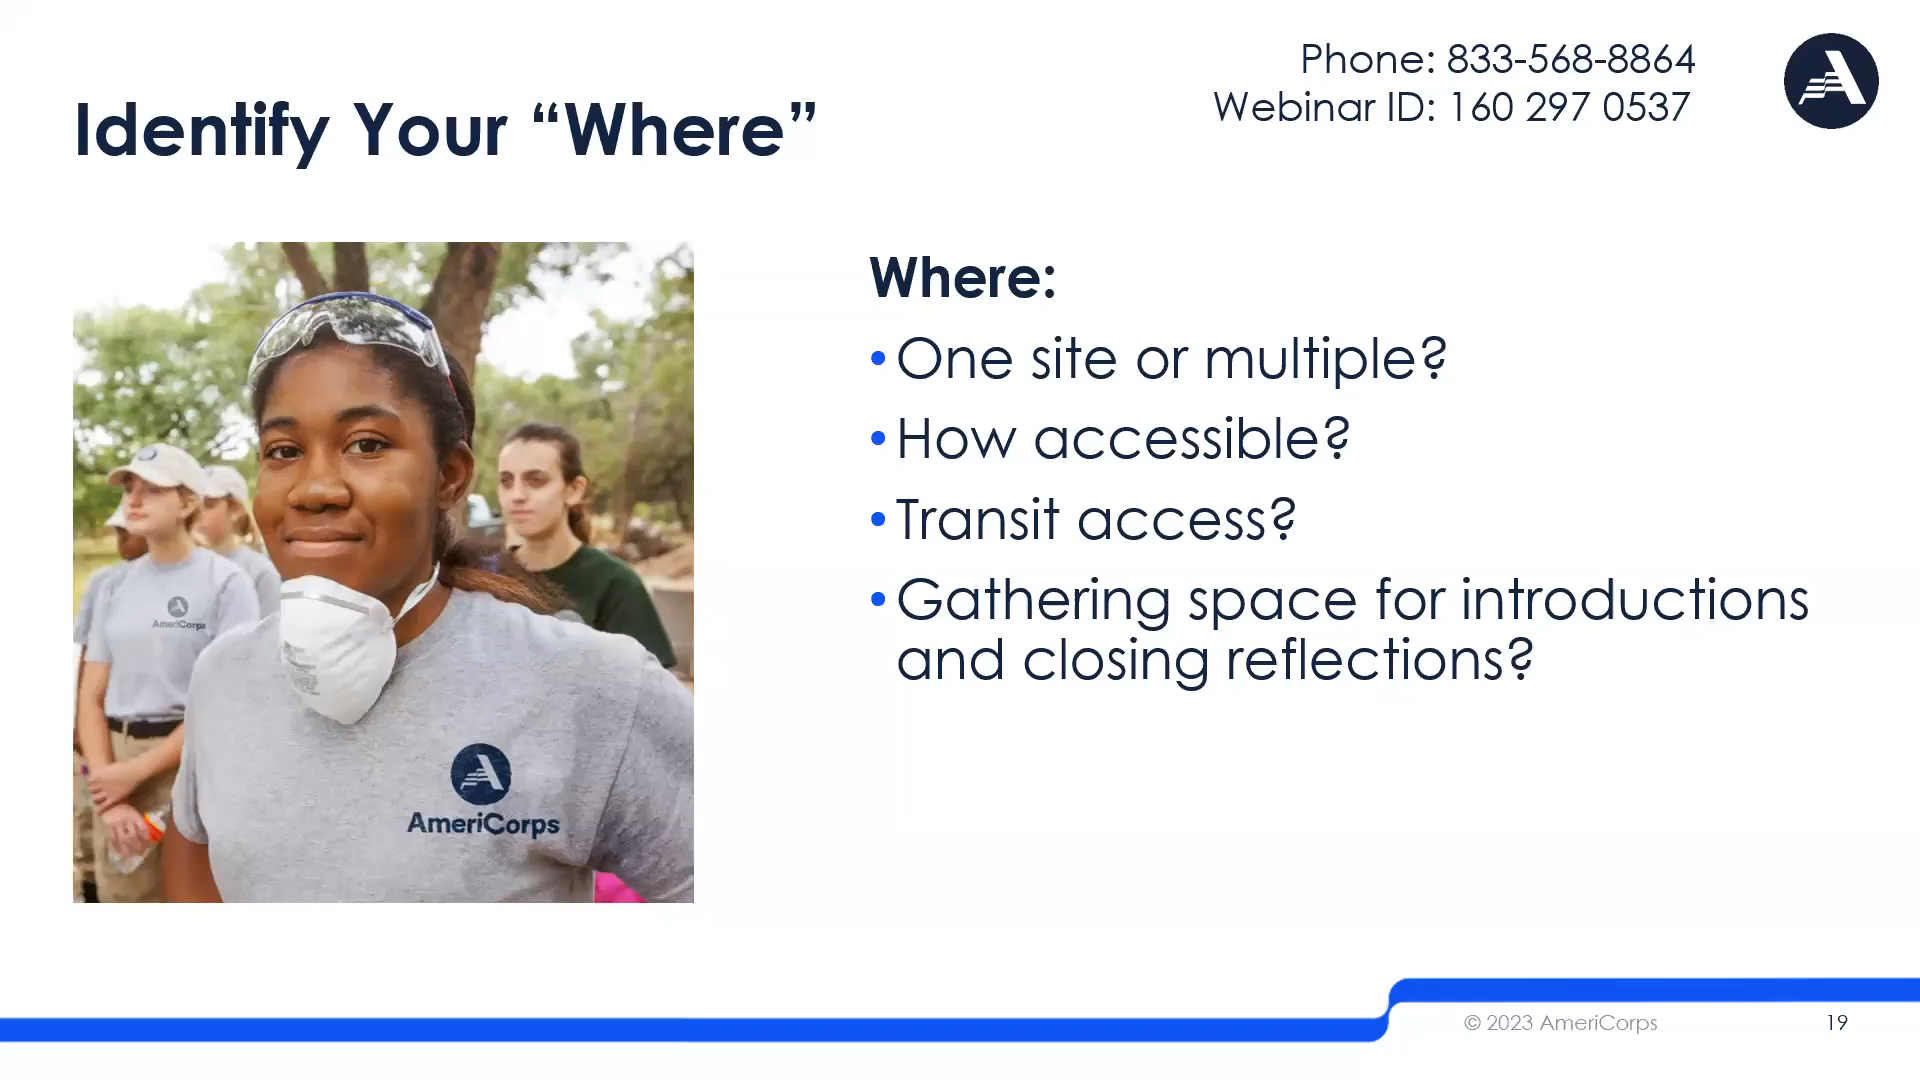 Phone: 833-568-8864
Webinar ID: 160 297 0537
Identify Your “Where”
Where:
• One site or multiple?
• How accessible?
• Transit access?
• Gathering space for introductions
and closing reflections?
AmeriCorps
AmeriCorps
© 2023 AmeriCorps
19